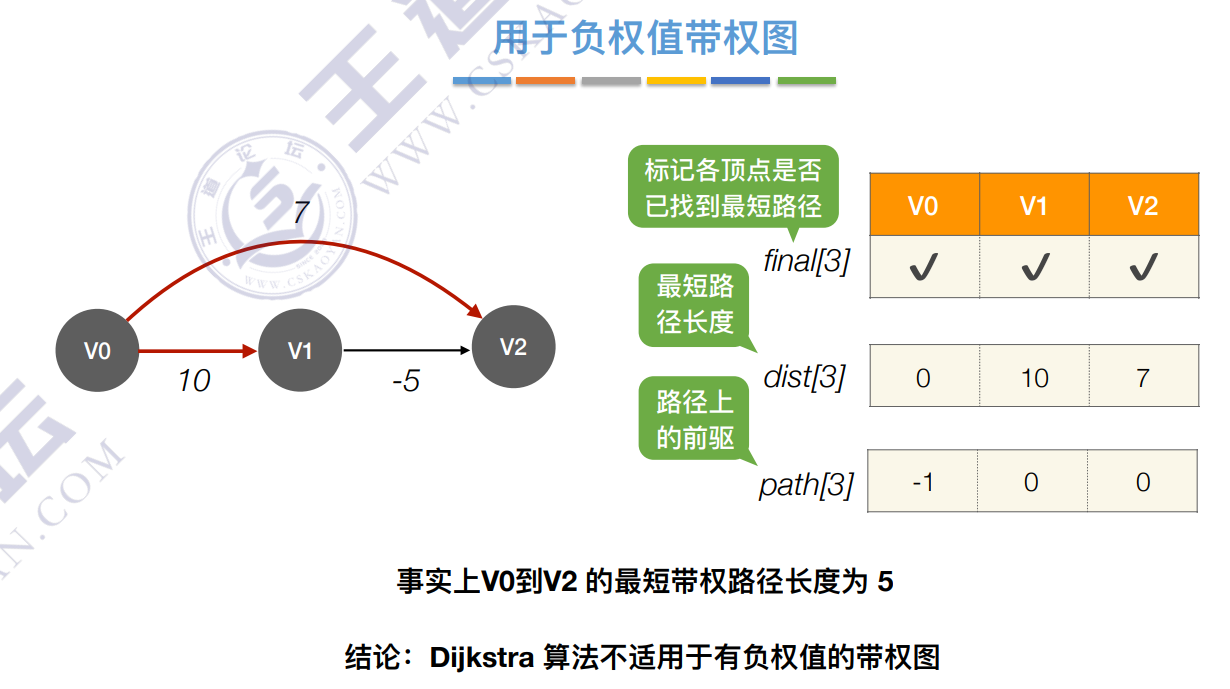 用于负权值带权图
王道
WWW.CSKAO
王道论坛
WWW.CSKAOYAN.COM
坛
AN.COM
标记各顶点是否
已找到最短路径
V0 V1 V2
final[3] ✓ ✓ ✓
7
最短路
径长度
V0 V1 V2
10 -5
dist[3] 0 10 7
路径上
的前驱
path[3] -1 0 0
事实上V0到V2 的最短带权路径长度为 5
结论：Dijkstra 算法不适用于有负权值的带权图